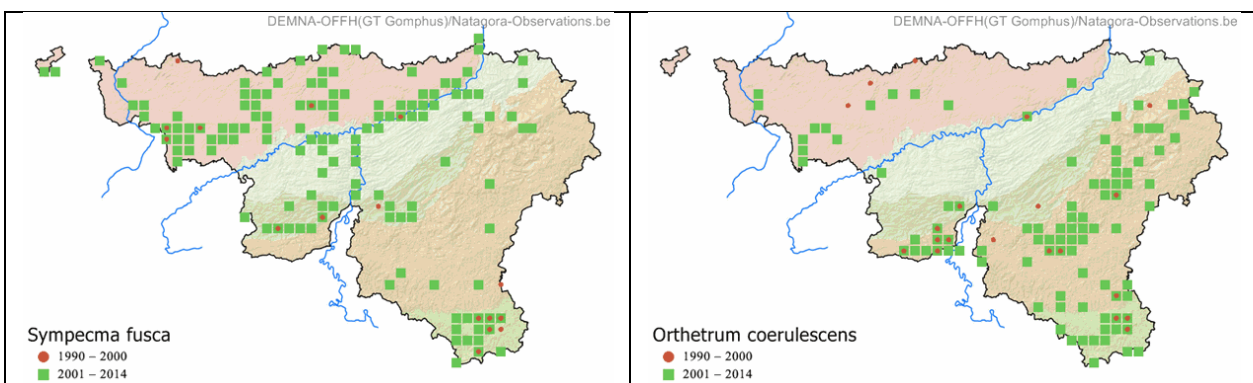 DEMNA-OFFH(GT Gomphus)/Natagora-Observations.be
Sympecma fusca
1990 – 2000
2001 – 2014
DEMNA-OFFH(GT Gomphus)/Natagora-Observations.be
Orthetrum coerulescens
1990 – 2000
2001 – 2014